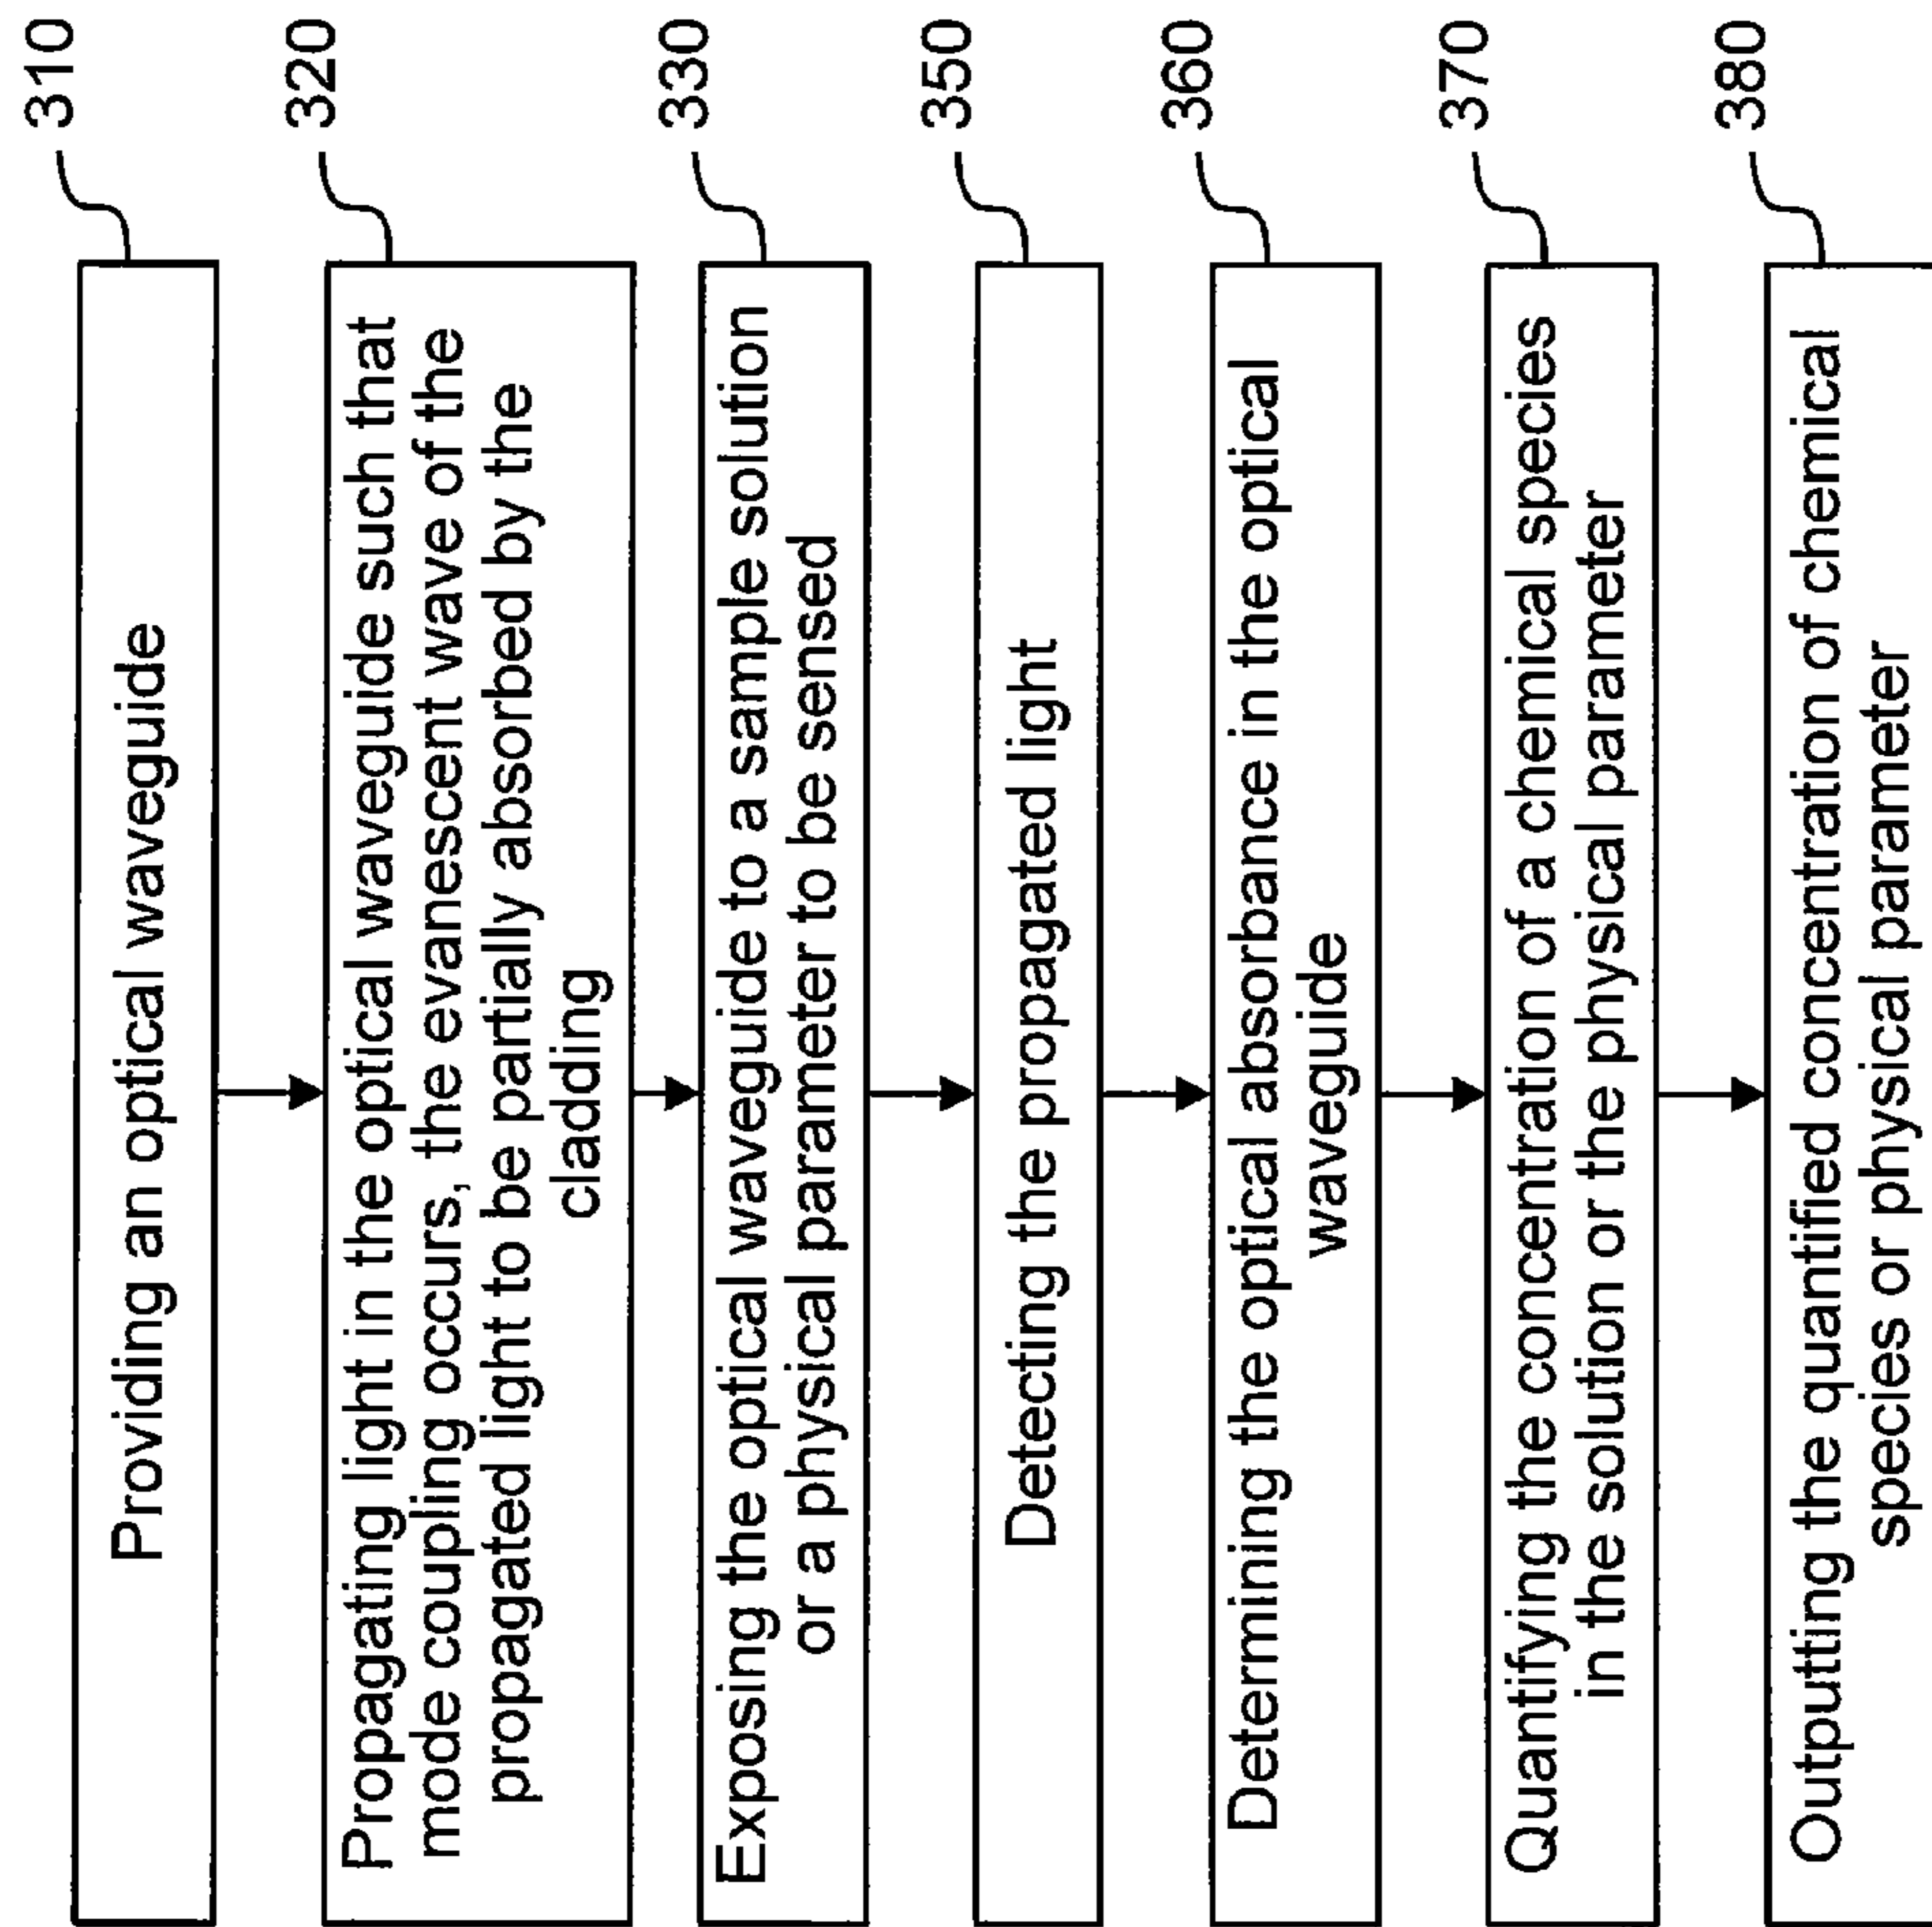 310
Providing an optical waveguide
320
Propagating light in the optical waveguide such that
mode coupling occurs, the evanescent wave of the
propagated light to be partially absorbed by the
cladding
330
Exposing the optical waveguide to a sample solution
or a physical parameter to be sensed
350
Detecting the propagated light
360
Determining the optical absorbance in the optical
waveguide
370
Quantifying the concentration of a chemical species
in the solution or the physical parameter
380
Outputting the quantified concentration of chemical
species or physical parameter